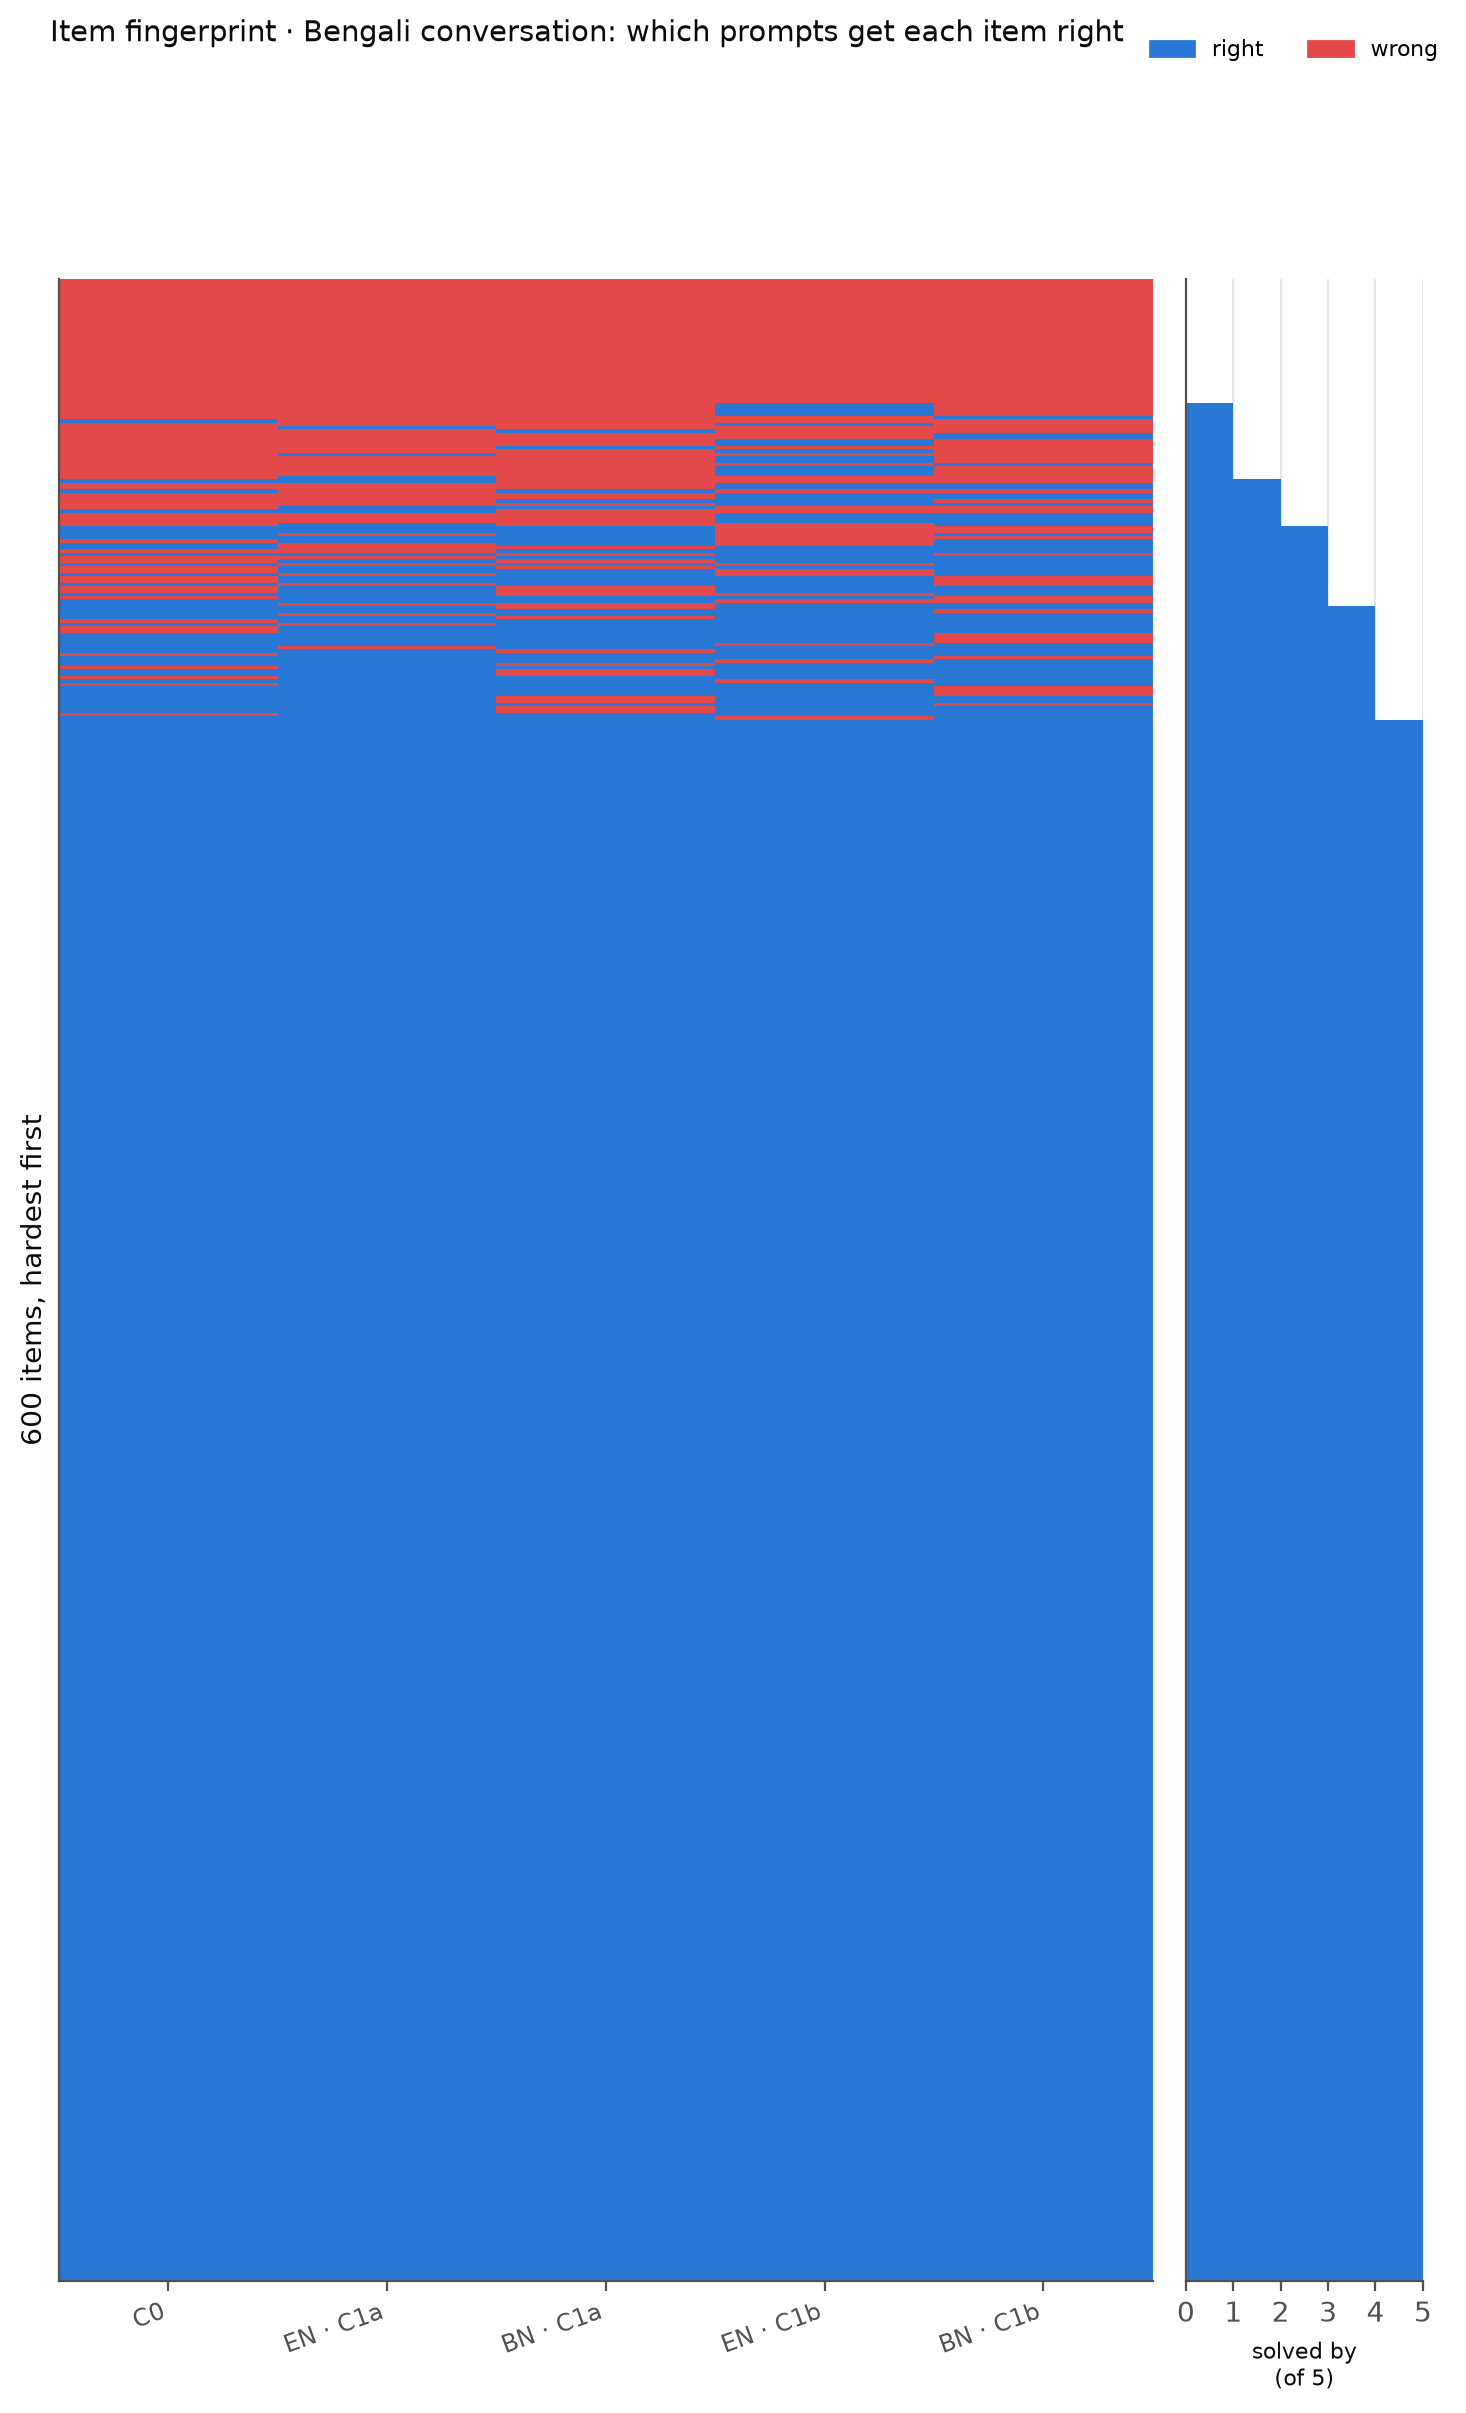 Item fingerprint · Bengali conversation: which prompts get each item right
right
wrong
600 items, hardest first
C0
EN · C1a
BN · C1a
EN · C1b
BN · C1b
0 1 2 3 4 5
solved by
(of 5)